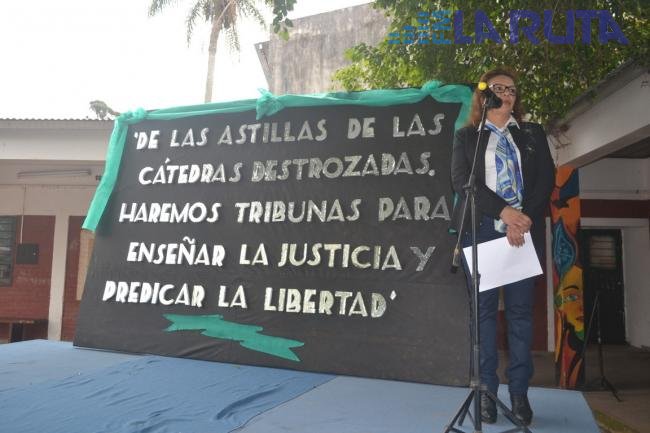 LA RUTA
"DE LAS ASTILLAS DE LAS
CÁTEDRAS DESTROZADAS.
HAREMOS TRIBUNAS PARA
ENSEÑAR LA JUSTICIA Y
PREDICAR LA LIBERTAD"